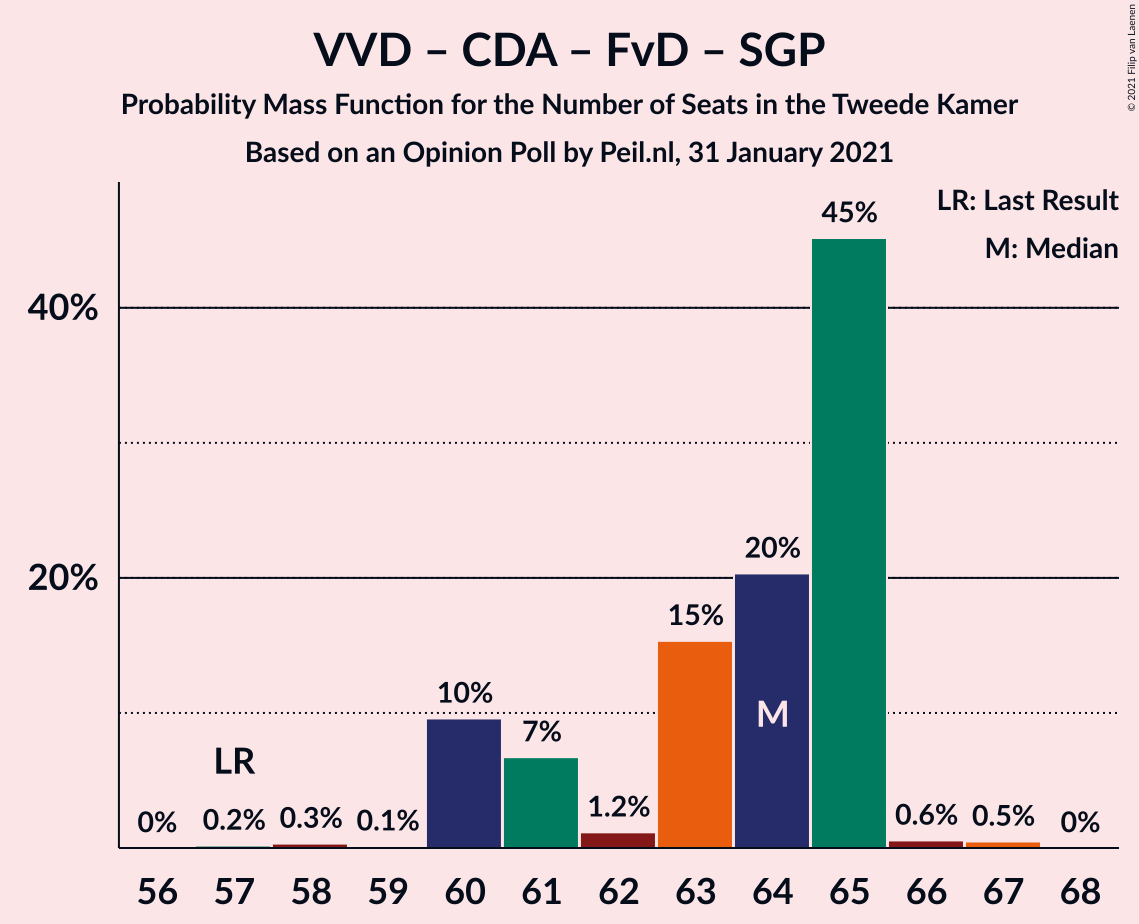 VVD – CDA – FvD – SGP
Probability Mass Function for the Number of Seats in the Tweede Kamer
Based on an Opinion Poll by Peil.nl, 31 January 2021
© 2021 Filip van Laenen
LR: Last Result
M: Median
45%
40%
20%
20%
15%
M
10%
7%
LR
0%
0.2%
0.3%
0.1%
1.2%
0.6%
0.5%
0%
56 57 58 59 60 61 62 63 64 65 66 67 68